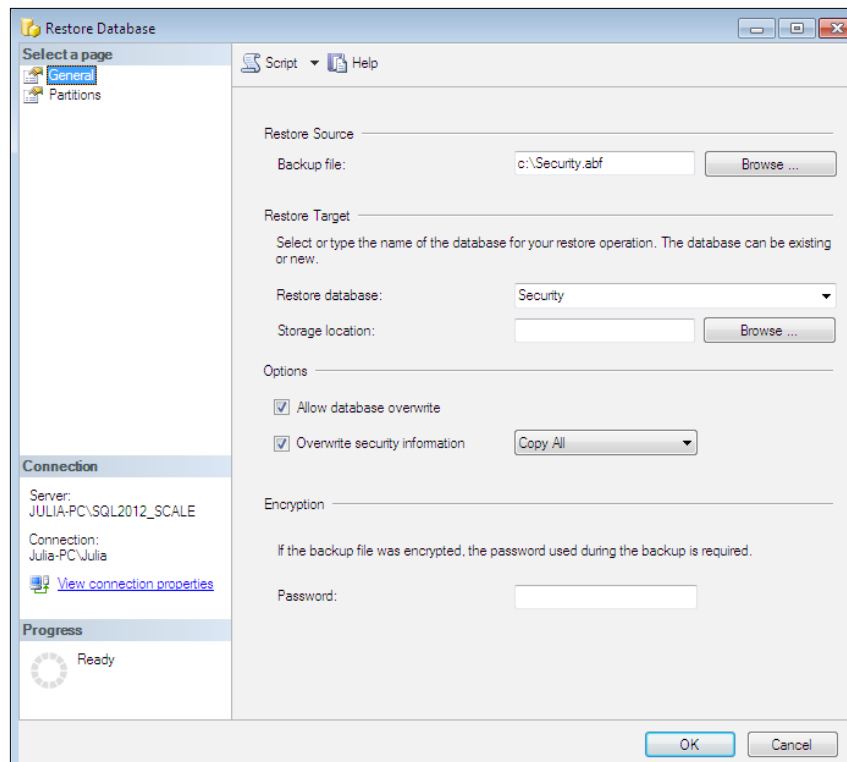 Restore Database
Select a page
General
Partitions
Script
Help
Restore Source
Backup file:
c:\Security.abf
Browse ...
Restore Target
Select or type the name of the database for your restore operation. The database can be existing
or new.
Restore database:
Security
Storage location:
Browse ...
Options
Allow database overwrite
Overwrite security information
Copy All
Connection
Server:
JULIA-PC\SQL2012_SCALE
Connection:
Julia-PC\Julia
View connection properties
Encryption
If the backup file was encrypted, the password used during the backup is required.
Password:
Progress
Ready
OK
Cancel